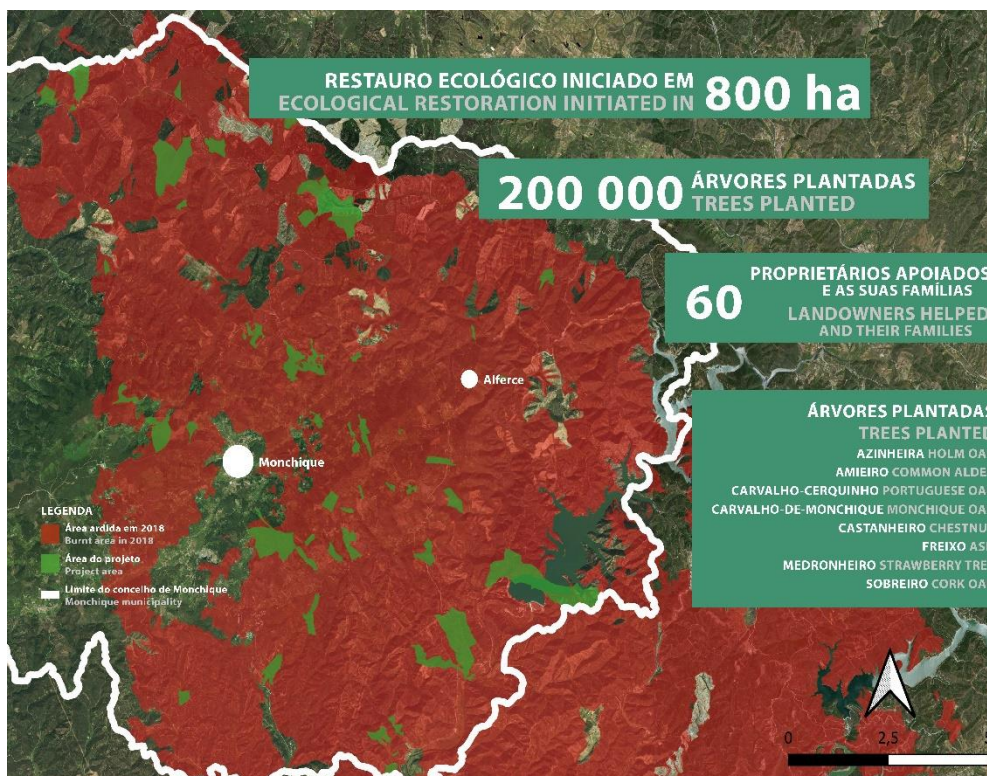 RESTAURO ECOLÓGICO INICIADO EM
ECOLOGICAL RESTORATION INITIATED IN
800 ha
200 000
ÁRVORES PLANTADAS
TREES PLANTED
60
PROPRIETÁRIOS APOIADOS
E AS SUAS FAMÍLIAS
LANDOWNERS HELPED
AND THEIR FAMILIES
Alferce
Monchique
ÁRVORES PLANTADAS
TREES PLANTED
AZINHEIRA HOLM OA
AMIEIRO COMMON ALDE
CARVALHO-CERQUINHO PORTUGUESE OA
CARVALHO-DE-MONCHIQUE MONCHIQUE OA
CASTANHEIRO CHESTNU
FREIXO AS
MEDRONHEIRO STRAWBERRY TRE
SOBREIRO CORK OA
LEGENDA
Área ardida em 2018
Burnt area in 2018
Área do projeto
Project area
Limite do concelho de Monchique
Monchique municipality
0 2,5